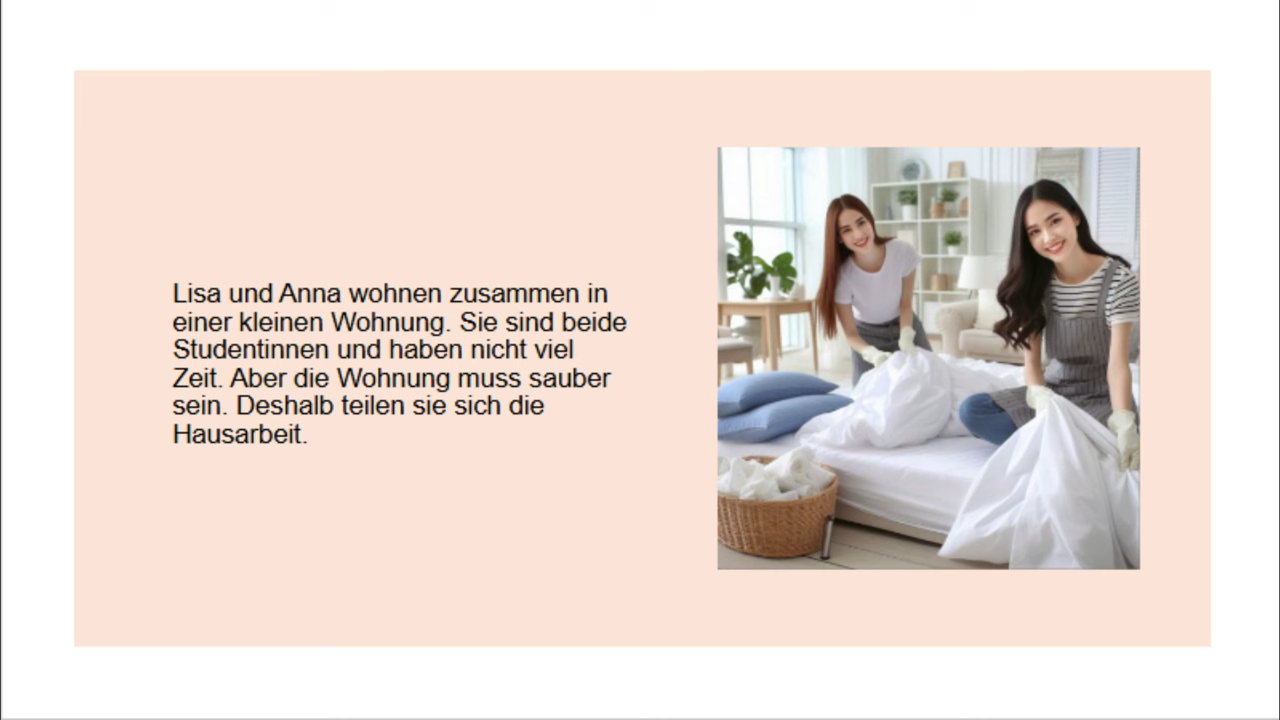 Lisa und Anna wohnen zusammen in
einer kleinen Wohnung. Sie sind beide
Studentinnen und haben nicht viel
Zeit. Aber die Wohnung muss sauber
sein. Deshalb teilen sie sich die
Hausarbeit.